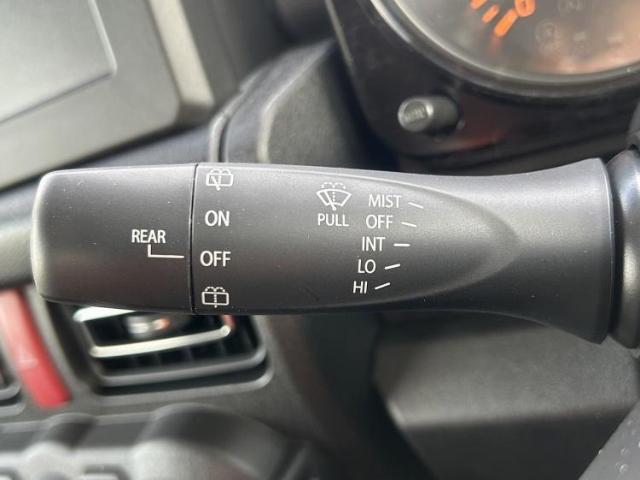 REAR
ON
OFF
PULL
MIST
OFF
INT
LO
HI